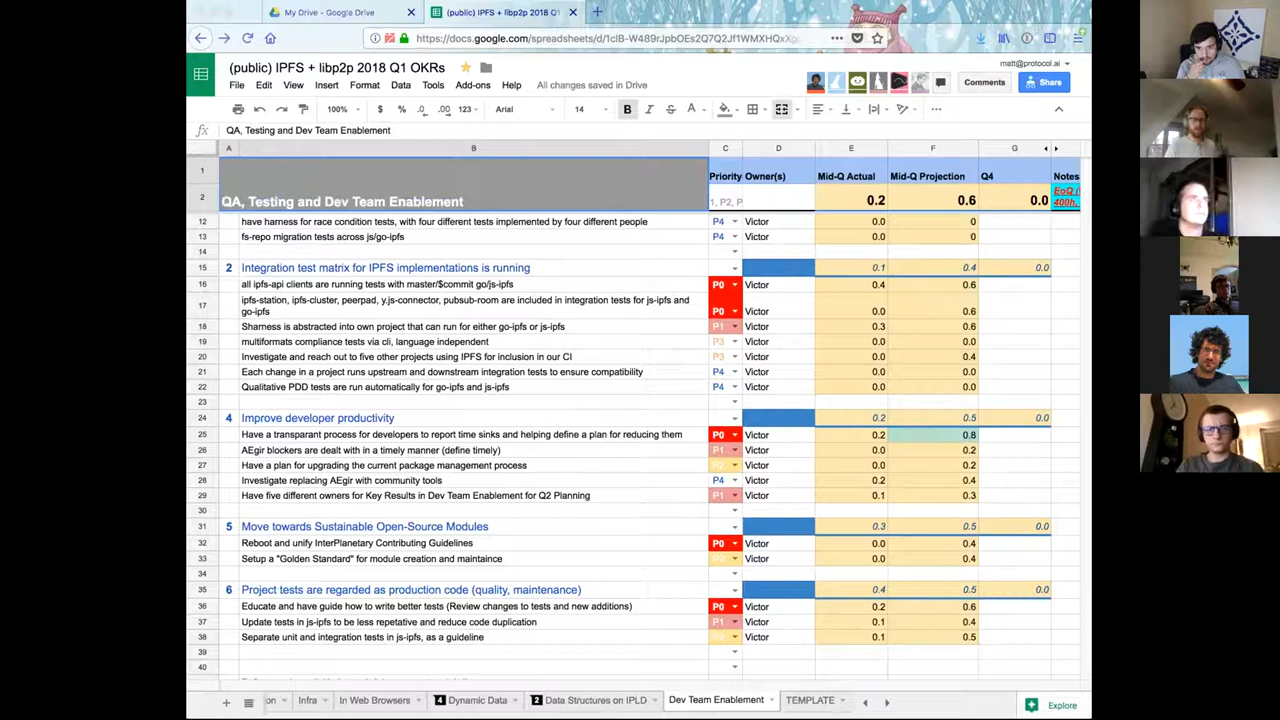 My Drive - Google Drive
(public) IPFS + libp2p 2018 Q1
https://docs.google.com/spreadsheets/d/1clB-W489rJpbOEs2Q7Q2Jf1WMXHQxXg
(public) IPFS + libp2p 2018 Q1 OKRs
matt@protocol.ai
File Edit View Insert Format Data Tools Add-ons Help All changes saved in Drive
Comments
Share
100% $ % .0 .00 123 Arial 14 B I A
fx QA, Testing and Dev Team Enablement
A B C D E F G
1 Priority Owner(s) Mid-Q Actual Mid-Q Projection Q4 Notes
2 QA, Testing and Dev Team Enablement 1, P2, P 0.2 0.6 0.0 EoQ (
400h,
12 have harness for race condition tests, with four different tests implemented by four different people P4 Victor 0.0 0
13 fs-repo migration tests across js/go-ipfs P4 Victor 0.0 0
14
15 2 Integration test matrix for IPFS implementations is running 0.1 0.4 0.0
16 all ipfs-api clients are running tests with master/$commit go/js-ipfs P0 Victor 0.4 0.6
ipfs-station, ipfs-cluster, peerpad, y.js-connector, pubsub-room are included in integration tests for js-ipfs and
17 go-ipfs P0 Victor 0.0 0.6
18 Sharness is abstracted into own project that can run for either go-ipfs or js-ipfs P1 Victor 0.3 0.6
19 multiformats compliance tests via cli, language independent P3 Victor 0.0 0.0
20 Investigate and reach out to five other projects using IPFS for inclusion in our CI P3 Victor 0.0 0.4
21 Each change in a project runs upstream and downstream integration tests to ensure compatibility P4 Victor 0.0 0.0
22 Qualitative PDD tests are run automatically for go-ipfs and js-ipfs P4 Victor 0.0 0.0
23
24 4 Improve developer productivity 0.2 0.5 0.0
25 Have a transparant process for developers to report time sinks and helping define a plan for reducing them P0 Victor 0.2 0.8
26 AEgir blockers are dealt with in a timely manner (define timely) P1 Victor 0.0 0.2
27 Have a plan for upgrading the current package management process P2 Victor 0.0 0.2
28 Investigate replacing AEgir with community tools P4 Victor 0.2 0.4
29 Have five different owners for Key Results in Dev Team Enablement for Q2 Planning P1 Victor 0.1 0.3
30
31 5 Move towards Sustainable Open-Source Modules 0.3 0.5 0.0
32 Reboot and unify InterPlanetary Contributing Guidelines P0 Victor 0.0 0.4
33 Setup a "Golden Standard" for module creation and maintaince P2 Victor 0.0 0.4
34
35 6 Project tests are regarded as production code (quality, maintenance) 0.4 0.5 0.0
36 Educate and have guide how to write better tests (Review changes to tests and new additions) P0 Victor 0.2 0.6
37 Update tests in js-ipfs to be less repetative and reduce code duplication P1 Victor 0.1 0.4
38 Separate unit and integration tests in js-ipfs, as a guideline P2 Victor 0.1 0.5
39
40
on Infra In Web Browsers 4 Dynamic Data 2 Data Structures on IPLD Dev Team Enablement TEMPLATE Explore